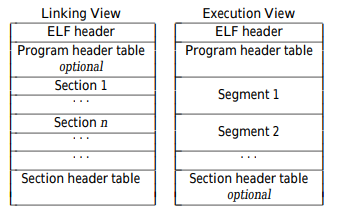 Linking View
ELF header
Program header table
optional
Section 1
. . .
Section n
. . .
. . .
Section header table
Execution View
ELF header
Program header table
Segment 1
Segment 2
. . .
Section header table
optional